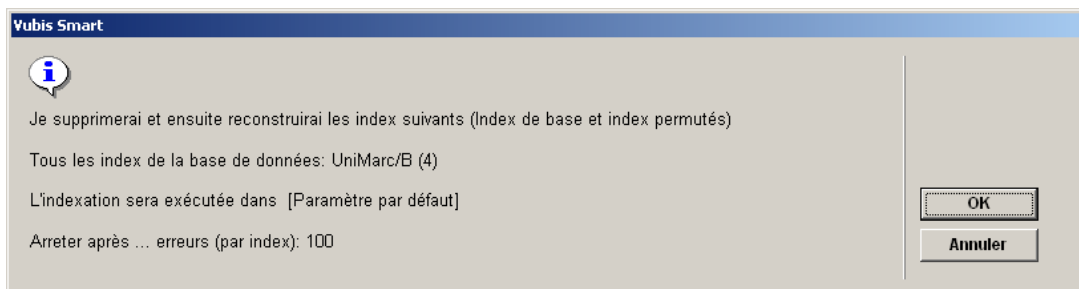 Vubis Smart
Je supprimerai et ensuite reconstruirai les index suivants (Index de base et index permutés)
Tous les index de la base de données: UniMarc/B (4)
L'indexation sera exécutée dans [Paramètre par défaut]
Arreter après ... erreurs (par index): 100
OK
Annuler